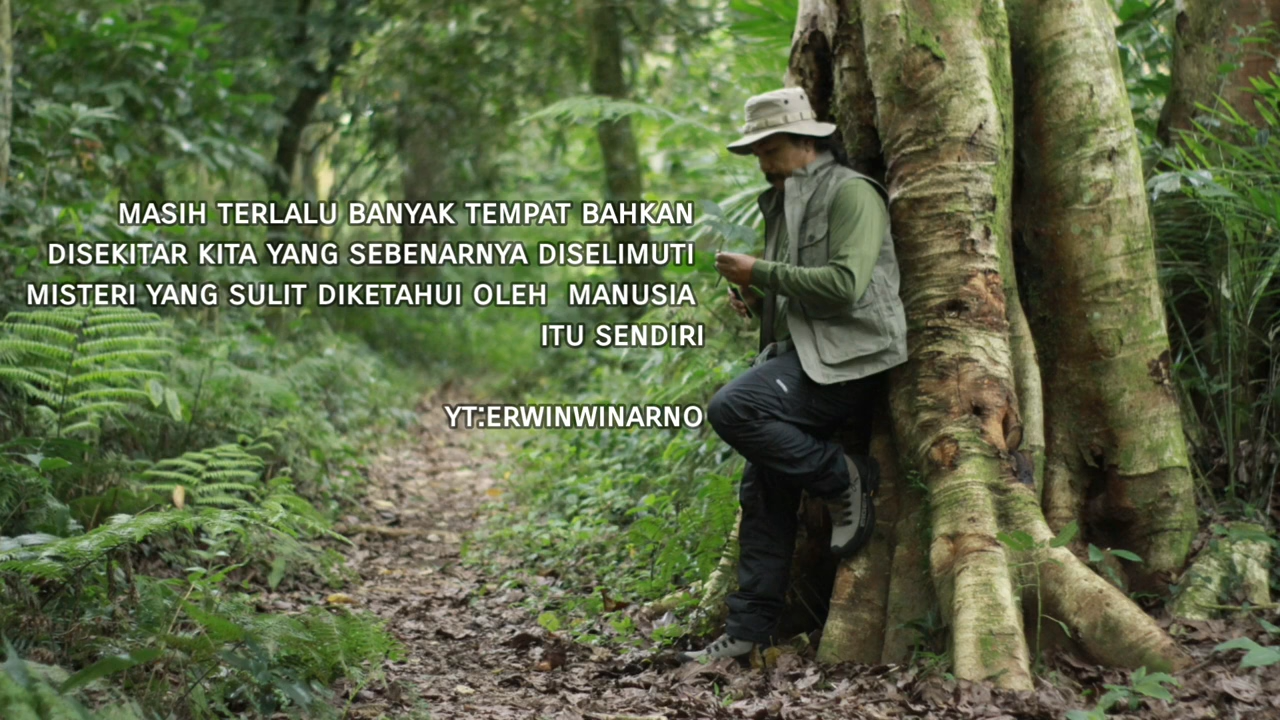 MASIH TERLALU BANYAK TEMPAT BAHKAN
DISEKITAR KITA YANG SEBENARNYA DISELIMUTI
MISTERI YANG SULIT DIKETAHUI OLEH MANUSIA
ITU SENDIRI
YT:ERWINWINARNO